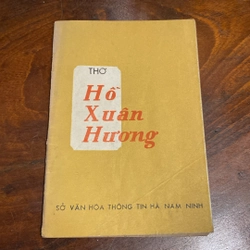 THƠ
Hồ
Xuân
Hương
SỞ VĂN HÓA THÔNG TIN HÀ NAM NINH